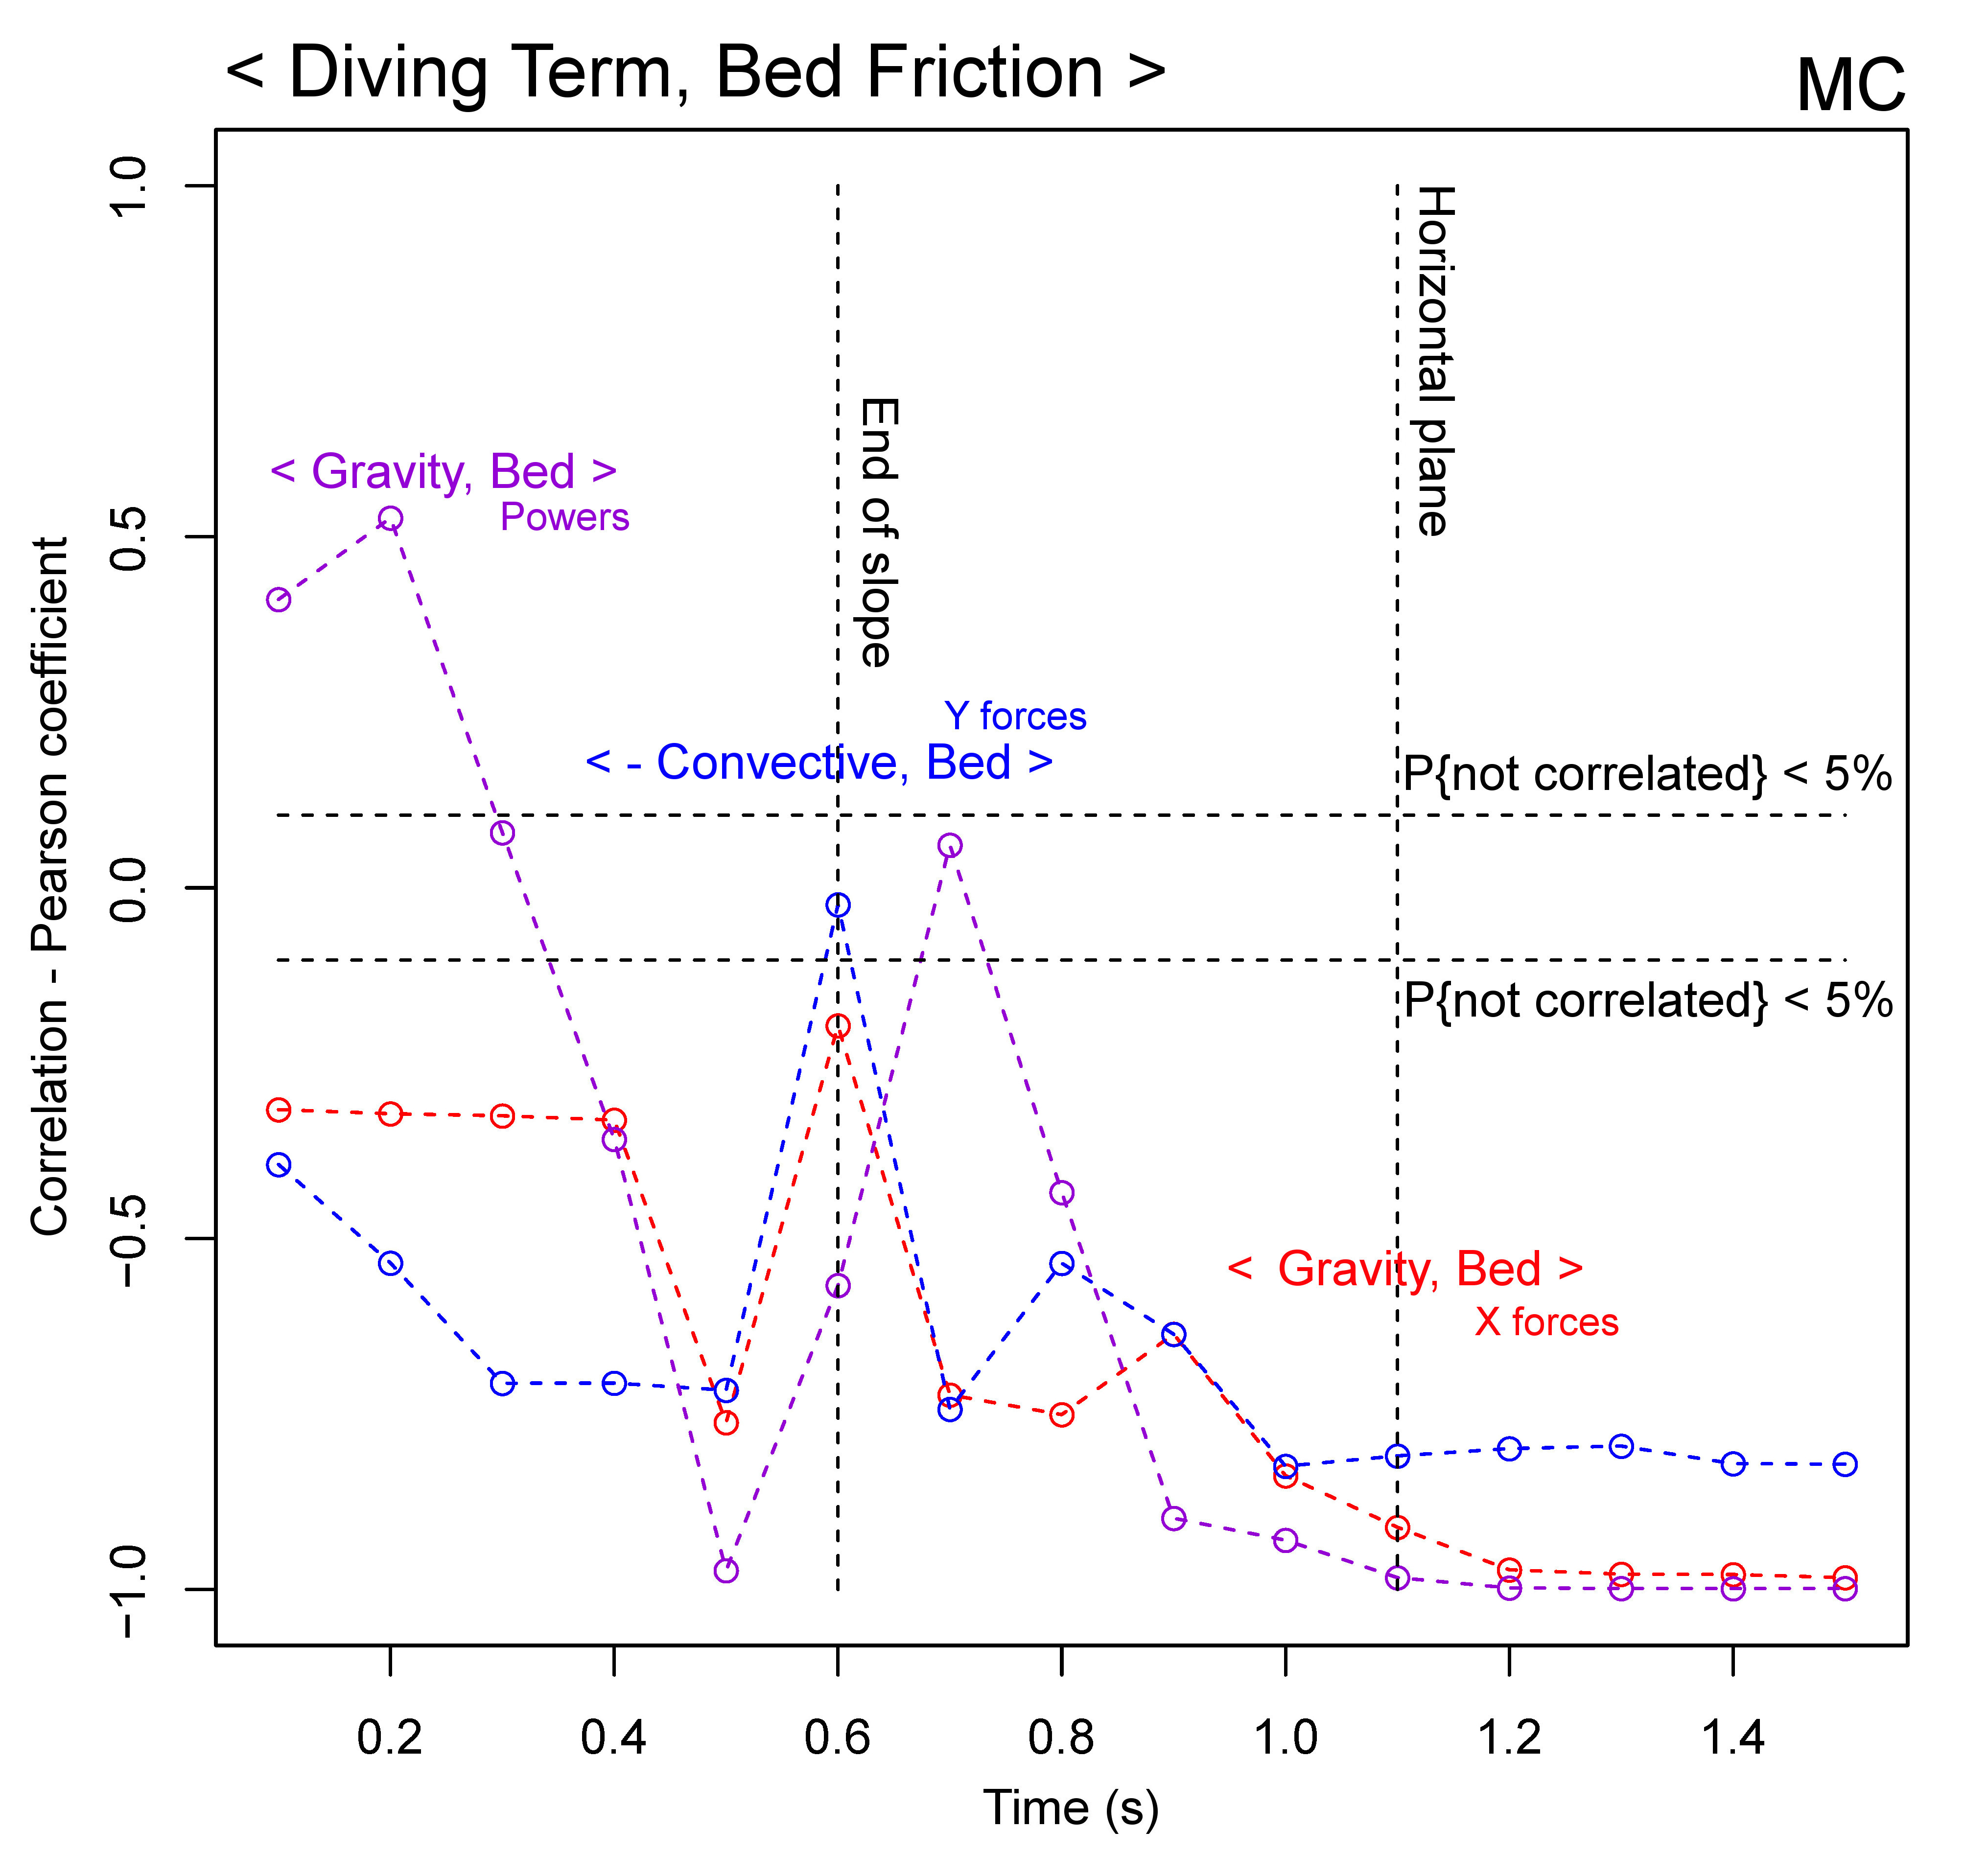 < Diving Term, Bed Friction >
MC
1.0
0.5
0.0
−0.5
−1.0
Correlation - Pearson coefficient
Horizontal plane
End of slope
< Gravity, Bed >
Powers
Y forces
< - Convective, Bed >
P{not correlated} < 5%
P{not correlated} < 5%
< Gravity, Bed >
X forces
0.2 0.4 0.6 0.8 1.0 1.2 1.4
Time (s)